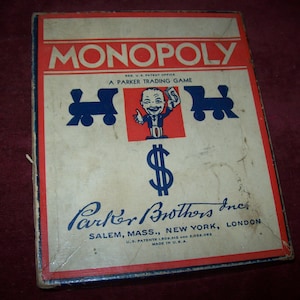 MONOPOLY
REG. U.S. PATENT OFFICE
A PARKER TRADING GAME
$
$
Parker Brothers Inc.
SALEM, MASS., NEW YORK, LONDON
MADE IN U.S.A.